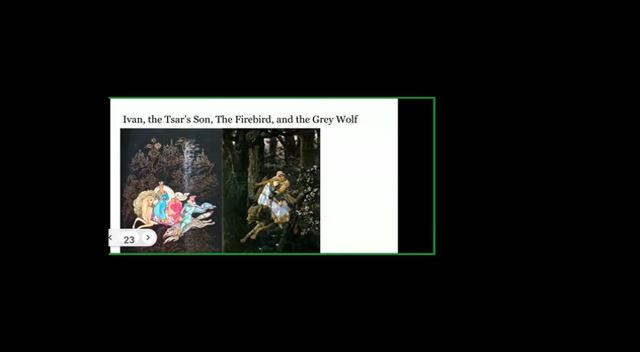 Ivan, the Tsar's Son, The Firebird, and the Grey Wolf
23